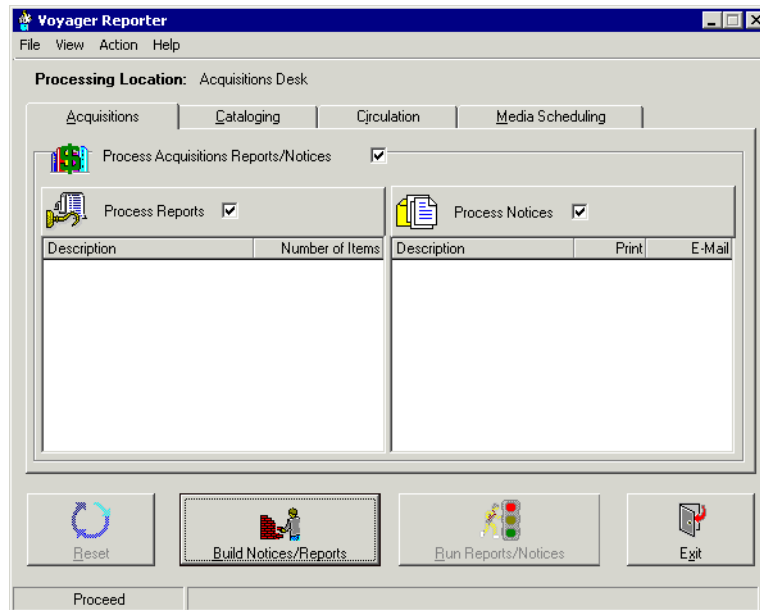 Voyager Reporter
File View Action Help
Processing Location: Acquisitions Desk
Acquisitions Cataloging Circulation Media Scheduling
Process Acquisitions Reports/Notices
Process Reports Process Notices
Description Number of Items Description Print E-Mail
Reset Build Notices/Reports Run Reports/Notices Exit
Proceed